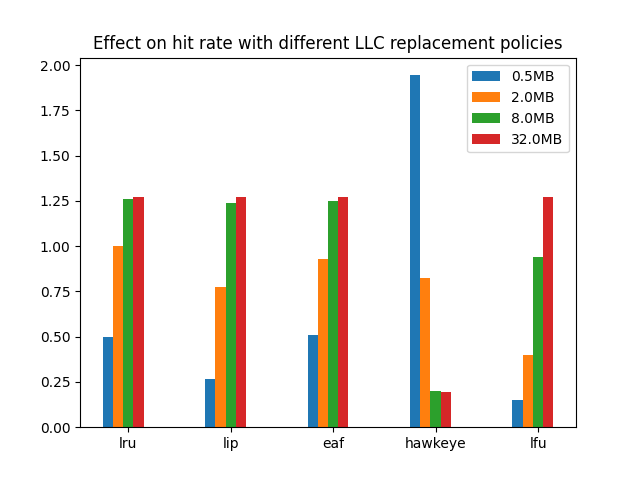 Effect on hit rate with different LLC replacement policies
2.00
1.75
1.50
1.25
1.00
0.75
0.50
0.25
0.00
0.5MB
2.0MB
8.0MB
32.0MB
lru
lip
eaf
hawkeye
lfu